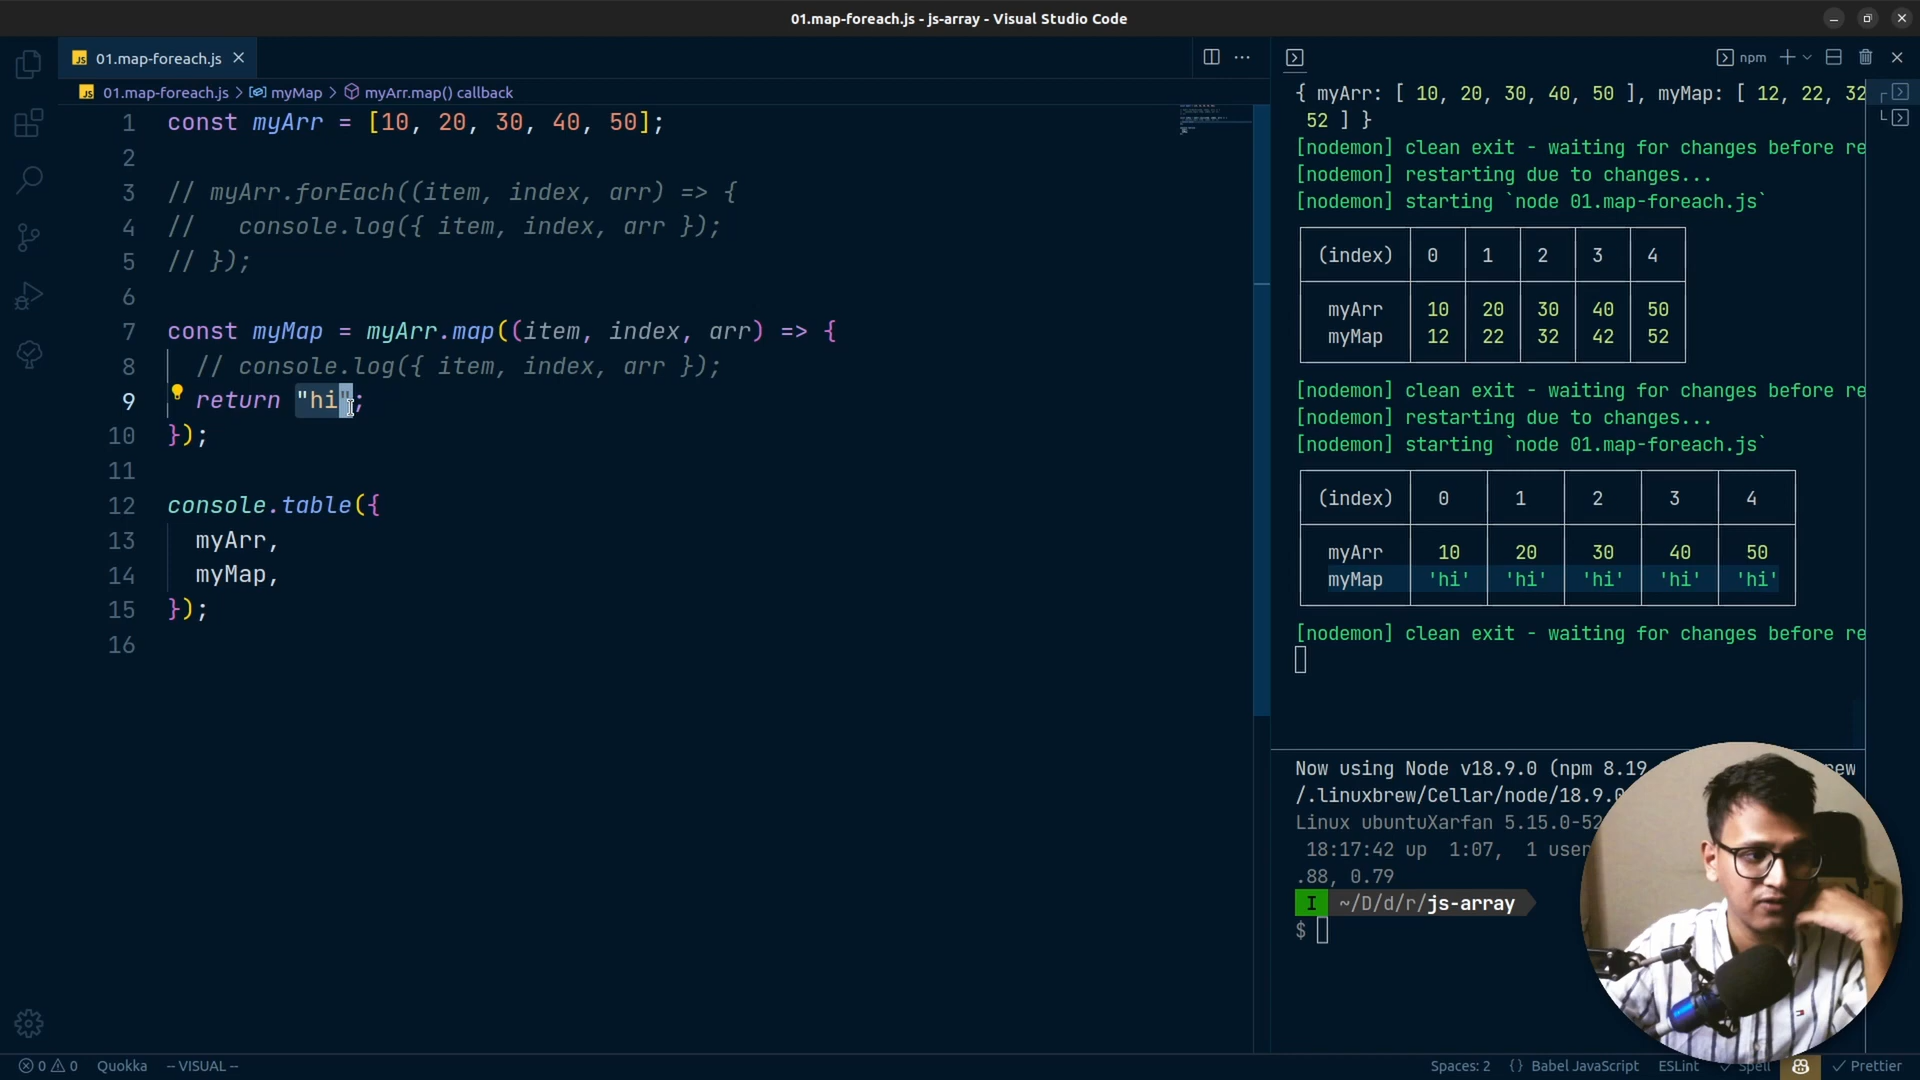 01.map-foreach.js - js-array - Visual Studio Code
01.map-foreach.js
01.map-foreach.js > myMap > myArr.map() callback
1 const myArr = [10, 20, 30, 40, 50];
2
3 // myArr.forEach((item, index, arr) => {
4 //   console.log({ item, index, arr });
5 // });
6
7 const myMap = myArr.map((item, index, arr) => {
8   // console.log({ item, index, arr });
9   return "hi";
10 });
11
12 console.table({
13   myArr,
14   myMap,
15 });
16
npm
{ myArr: [ 10, 20, 30, 40, 50 ], myMap: [ 12, 22, 32
52 ] }
[nodemon] clean exit - waiting for changes before re
[nodemon] restarting due to changes...
[nodemon] starting `node 01.map-foreach.js`
(index) 0 1 2 3 4
myArr 10 20 30 40 50
myMap 12 22 32 42 52
[nodemon] clean exit - waiting for changes before re
[nodemon] restarting due to changes...
[nodemon] starting `node 01.map-foreach.js`
(index) 0 1 2 3 4
myArr 10 20 30 40 50
myMap 'hi' 'hi' 'hi' 'hi' 'hi'
[nodemon] clean exit - waiting for changes before re
Now using Node v18.9.0 (npm 8.19
/.linuxbrew/Cellar/node/18.9.0
Linux ubuntuXarfan 5.15.0-52
18:17:42 up 1:07, 1 user
.88, 0.79
I ~/D/d/r/js-array
$
0 0 Quokka -- VISUAL -- Spaces: 2 {} Babel JavaScript ESLint Spell Prettier